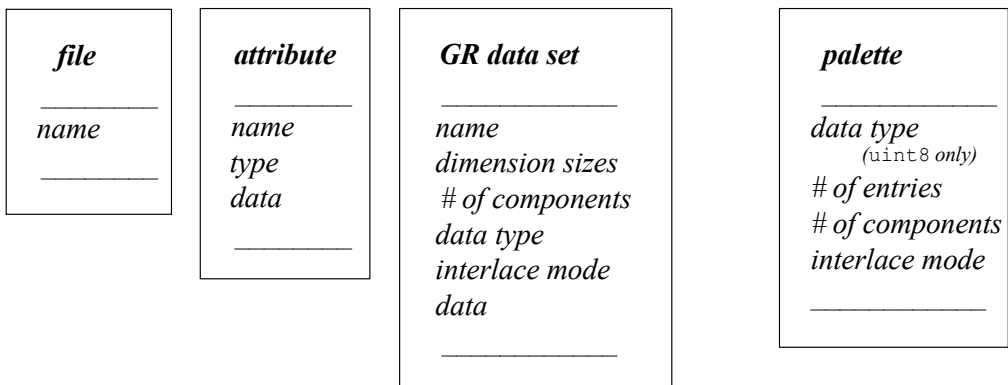 file
name
attribute
name
type
data
GR data set
name
dimension sizes
# of components
data type
interlace mode
data
palette
data type
(uint8 only)
# of entries
# of components
interlace mode